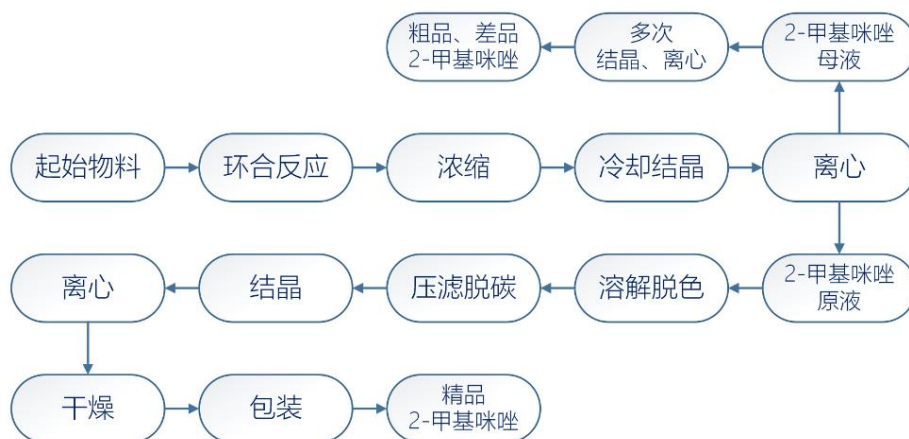 粗品、差品
2-甲基咪唑
多次
结晶、离心
2-甲基咪唑
母液
起始物料
环合反应
浓缩
冷却结晶
离心
离心
结晶
压滤脱碳
溶解脱色
2-甲基咪唑
原液
干燥
包装
精品
2-甲基咪唑